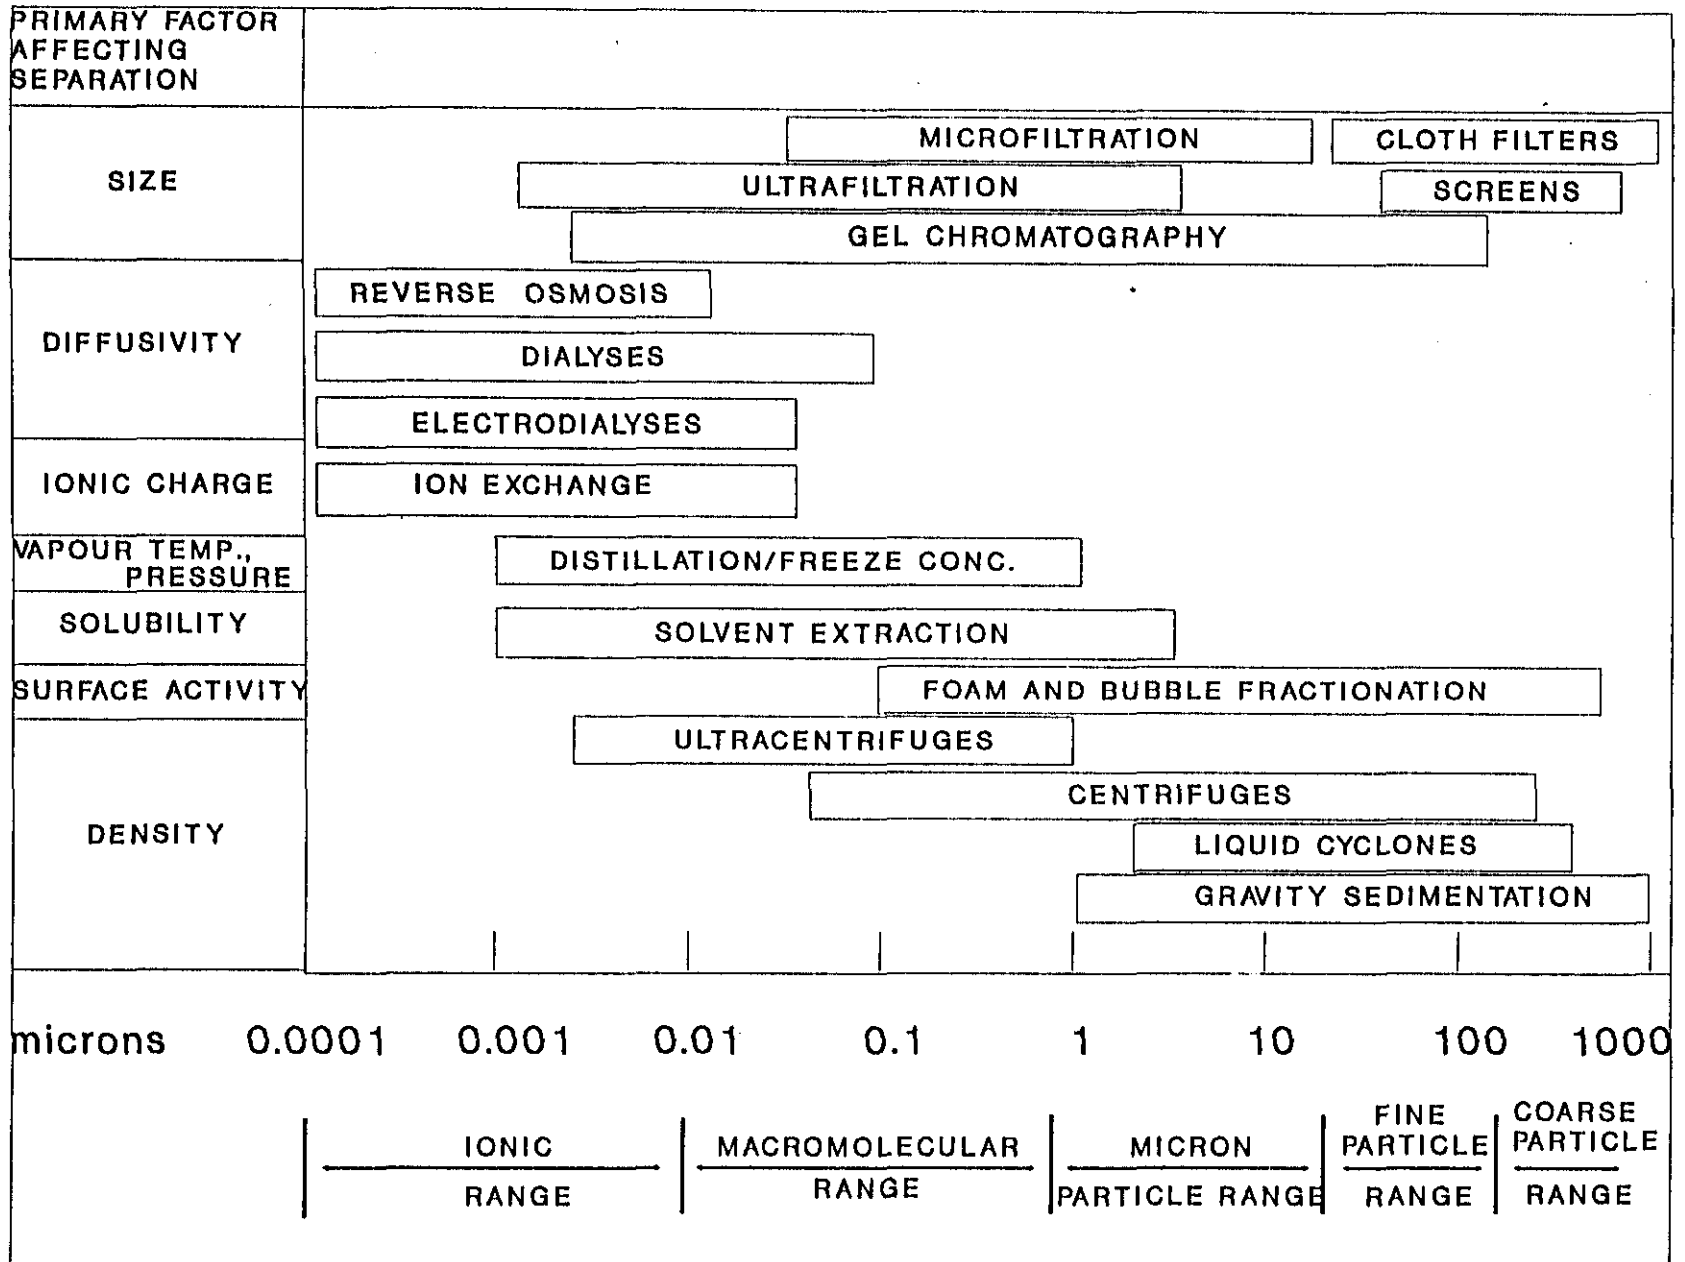 PRIMARY FACTOR
AFFECTING
SEPARATION
MICROFILTRATION
CLOTH FILTERS
SIZE
ULTRAFILTRATION
SCREENS
GEL CHROMATOGRAPHY
REVERSE OSMOSIS
DIFFUSIVITY
DIALYSES
ELECTRODIALYSES
IONIC CHARGE
ION EXCHANGE
VAPOUR TEMP.,
PRESSURE
DISTILLATION/FREEZE CONC.
SOLUBILITY
SOLVENT EXTRACTION
SURFACE ACTIVITY
FOAM AND BUBBLE FRACTIONATION
ULTRACENTRIFUGES
CENTRIFUGES
DENSITY
LIQUID CYCLONES
GRAVITY SEDIMENTATION
microns 0.0001 0.001 0.01 0.1 1 10 100 1000
IONIC
RANGE
MACROMOLECULAR
RANGE
MICRON
PARTICLE RANGE
FINE
PARTICLE
RANGE
COARSE
PARTICLE
RANGE